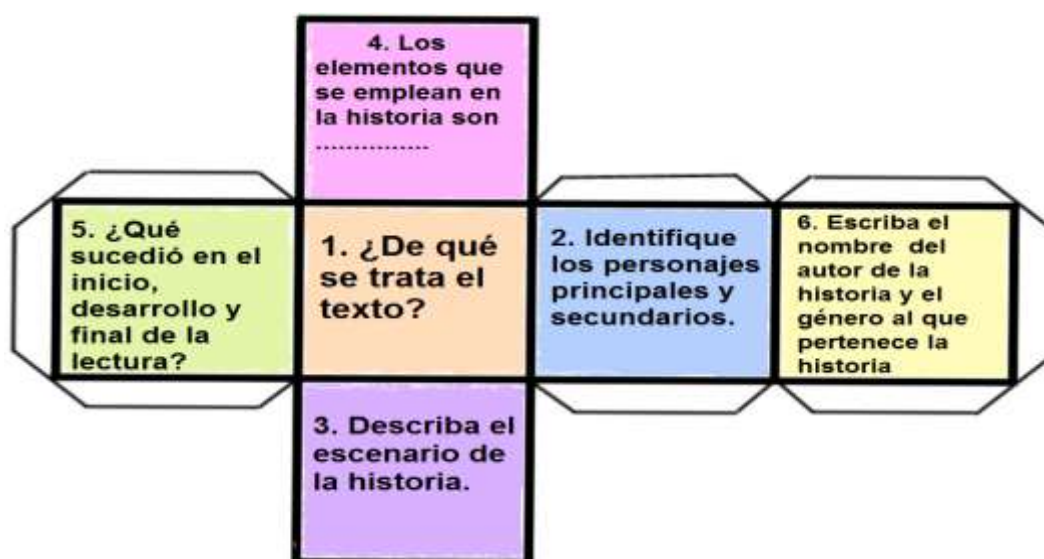 4. Los
elementos que
se emplean en
la historia son
...............
5. ¿Qué
sucedió en el
inicio,
desarrollo y
final de la
lectura?
1. ¿De qué
se trata el
texto?
2. Identifique
los personajes
principales y
secundarios.
6. Escriba el
nombre del
autor de la
historia y el
género al que
pertenece la
historia
3. Describa el
escenario de
la historia.